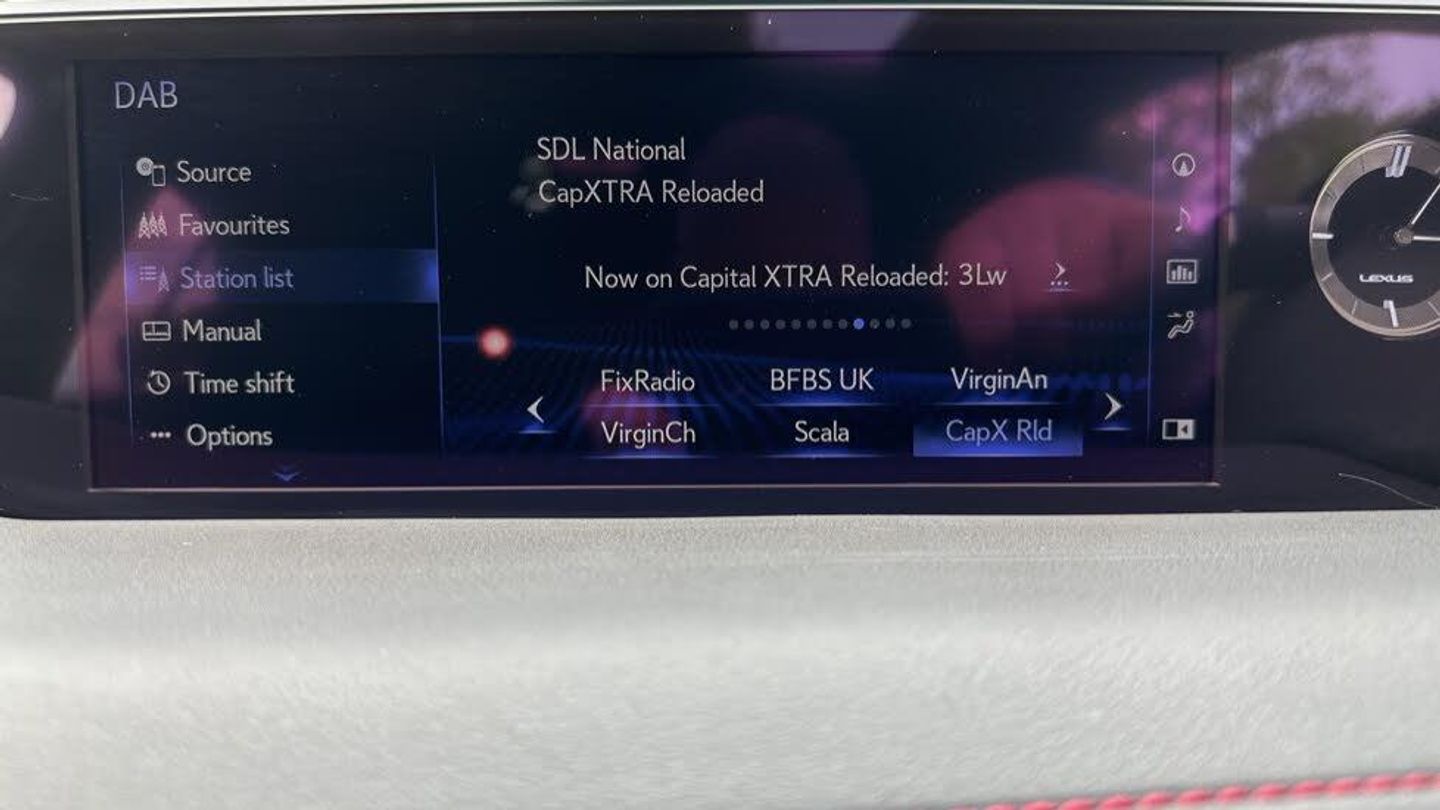 DAB
Source
Favourites
Station list
Manual
Time shift
Options
SDL National
CapXTRA Reloaded
Now on Capital XTRA Reloaded: 3Lw
FixRadio BFBS UK VirginAn
VirginCh Scala CapX Rld
LEXUS